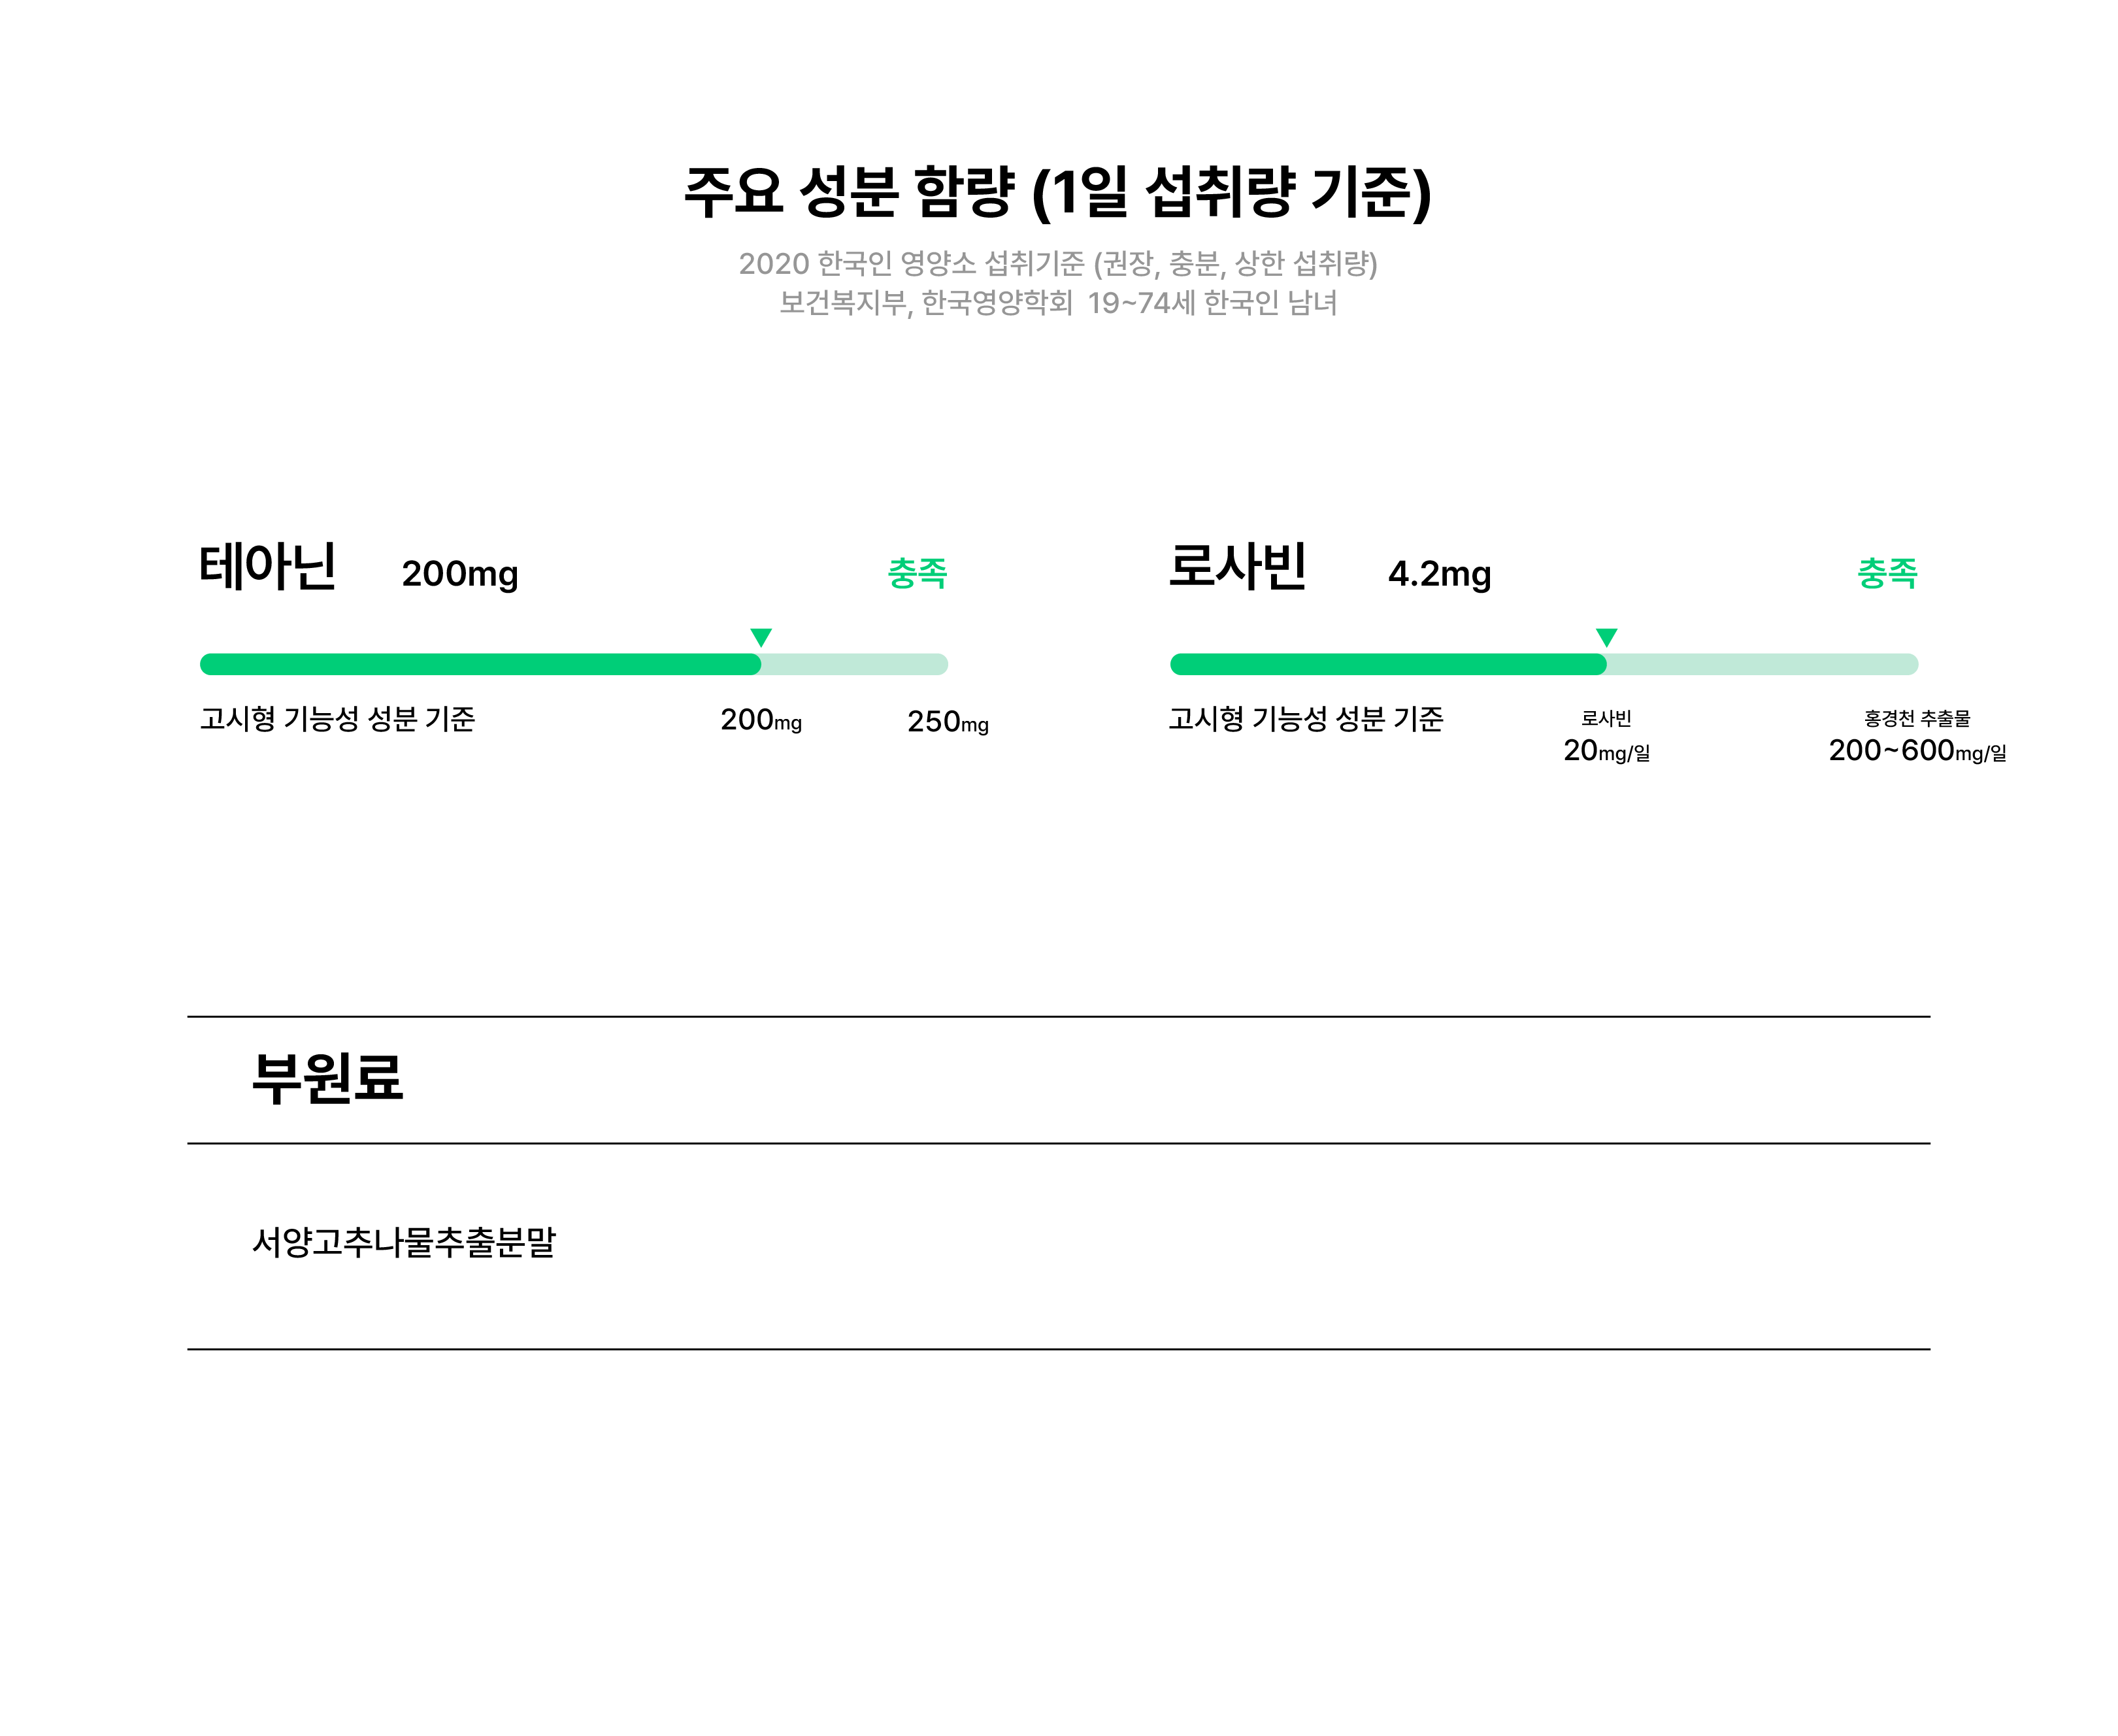 주요 성분 함량 (1일 섭취량 기준)
2020 한국인 영양소 섭취기준 (권장, 충분, 상한 섭취량)
보건복지부, 한국영양학회 19~74세 한국인 남녀
테아닌 200mg 충족
고시형 기능성 성분 기준 200mg 250mg
로사빈 4.2mg 충족
고시형 기능성 성분 기준
로사빈
20mg/일
홍경천 추출물
200~600mg/일
부원료
서양고추나물추출분말